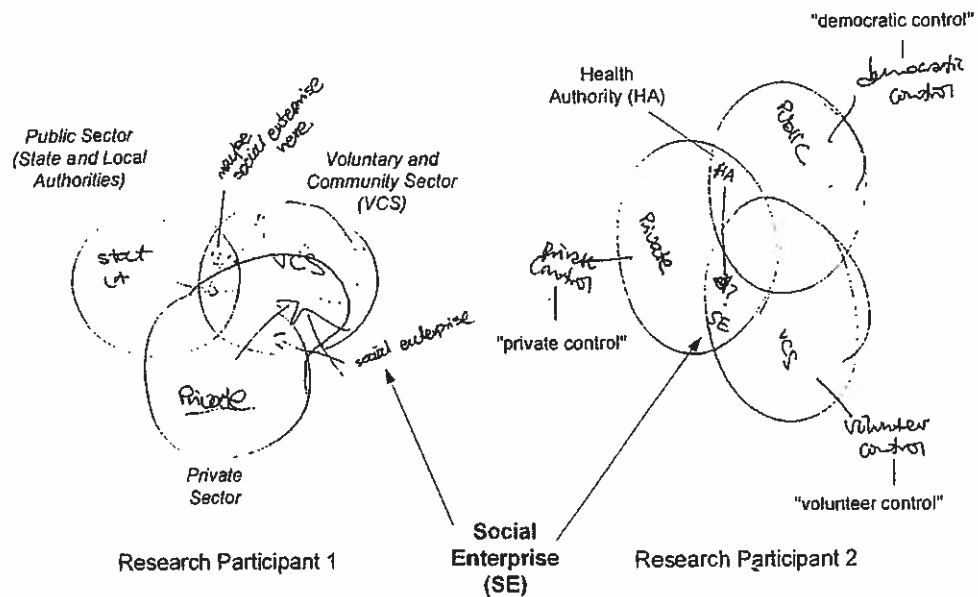 "democratic control"
democratic
control
Health
Authority (HA)
Public
HA
Private
Private
control
"private control"
SE
VCS
volunteer
control
"volunteer control"
Public Sector
(State and Local
Authorities)
maybe
social enterprise
here
Voluntary and
Community Sector
(VCS)
VCS
social enterprise
Private
Private
Sector
Social
Enterprise
(SE)
Research Participant 1
Research Participant 2